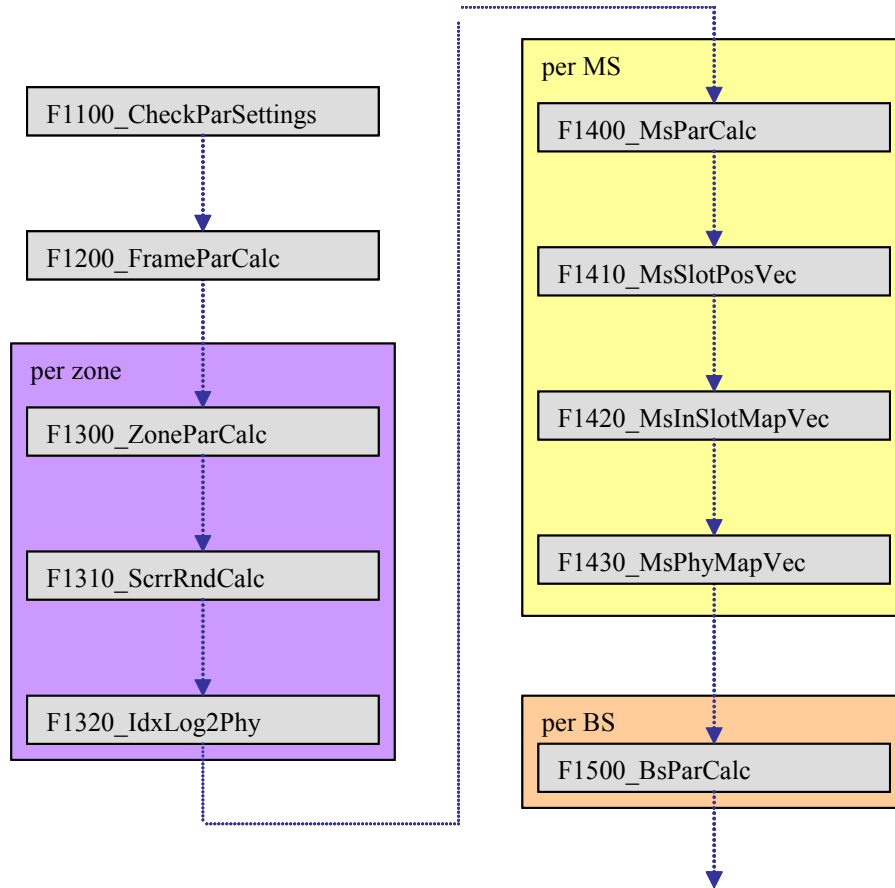 F1100_CheckParSettings
F1200_FrameParCalc
per zone
F1300_ZoneParCalc
F1310_ScrrRndCalc
F1320_IdxLog2Phy
per MS
F1400_MsParCalc
F1410_MsSlotPosVec
F1420_MsInSlotMapVec
F1430_MsPhyMapVec
per BS
F1500_BsParCalc